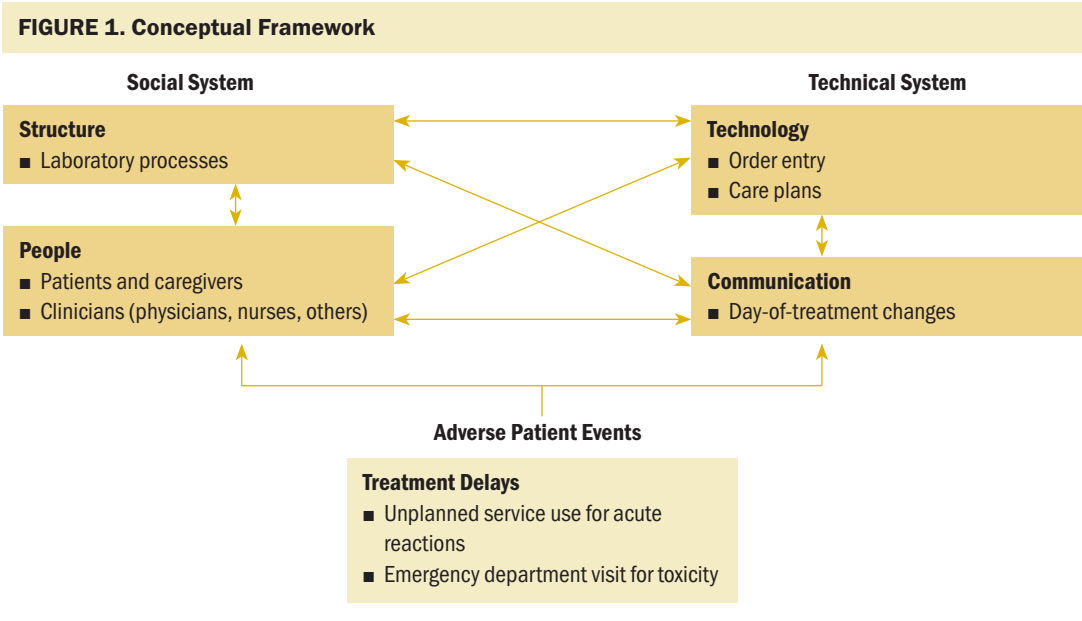 FIGURE 1. Conceptual Framework
Social System
Structure
■ Laboratory processes
People
■ Patients and caregivers
■ Clinicians (physicians, nurses, others)
Technical System
Technology
■ Order entry
■ Care plans
Communication
■ Day-of-treatment changes
Adverse Patient Events
Treatment Delays
■ Unplanned service use for acute
reactions
■ Emergency department visit for toxicity